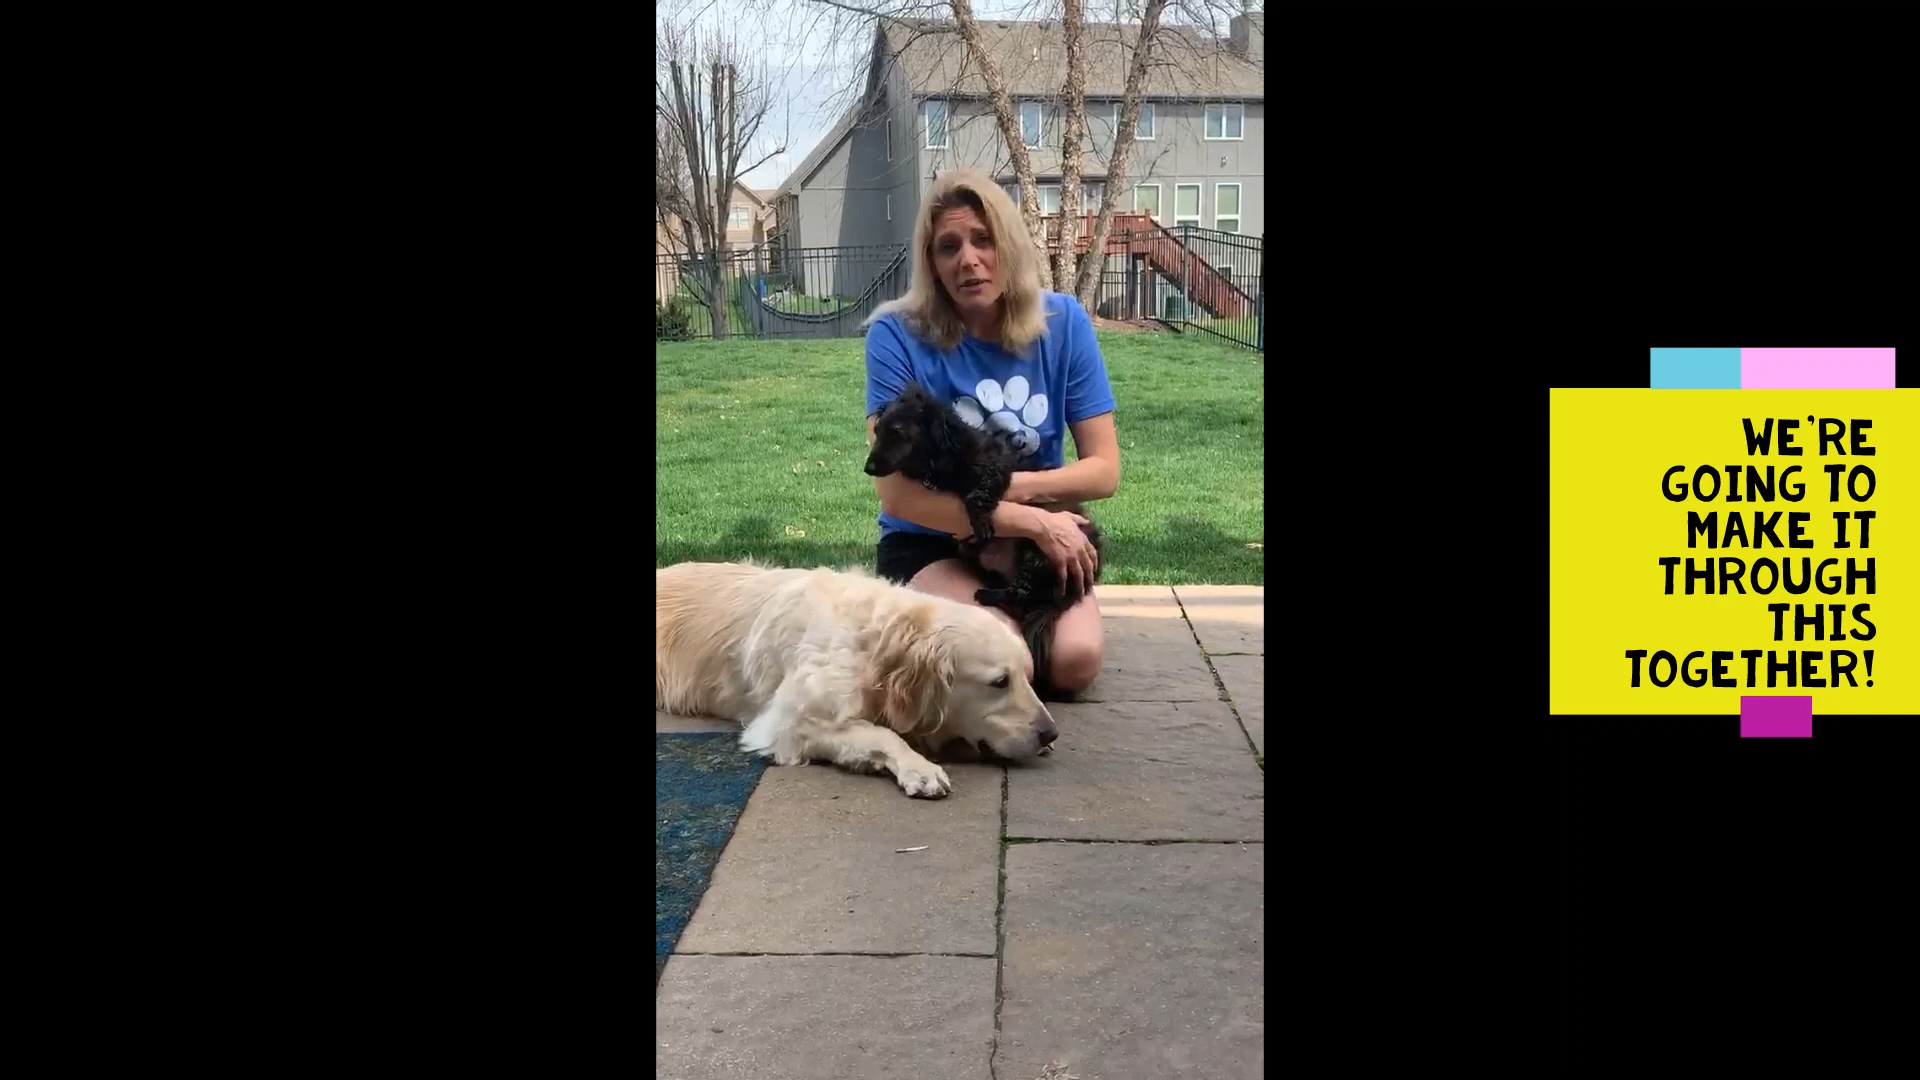 WE'RE
GOING TO
MAKE IT
THROUGH
THIS
TOGETHER!